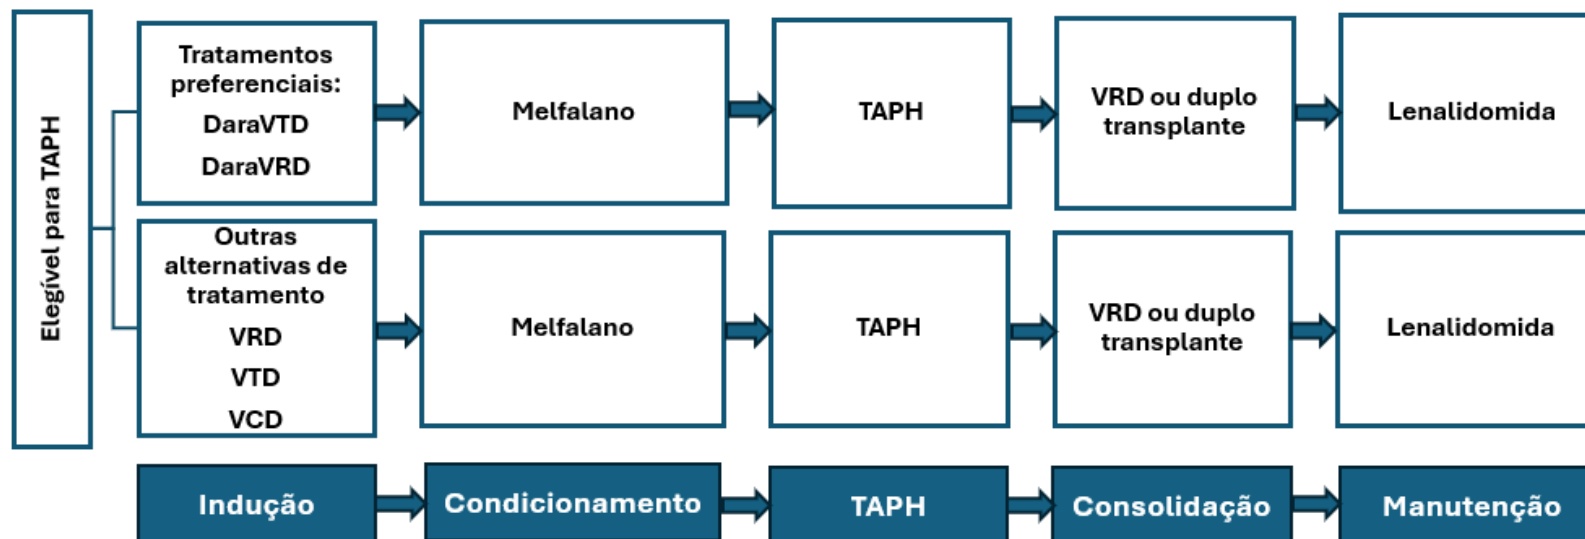 Elegível para TAPH
Tratamentos
preferenciais:
DaraVTD
DaraVRD
Melfalano
TAPH
VRD ou duplo
transplante
Lenalidomida
Outras
alternativas de
tratamento
VRD
VTD
VCD
Melfalano
TAPH
VRD ou duplo
transplante
Lenalidomida
Indução
Condicionamento
TAPH
Consolidação
Manutenção